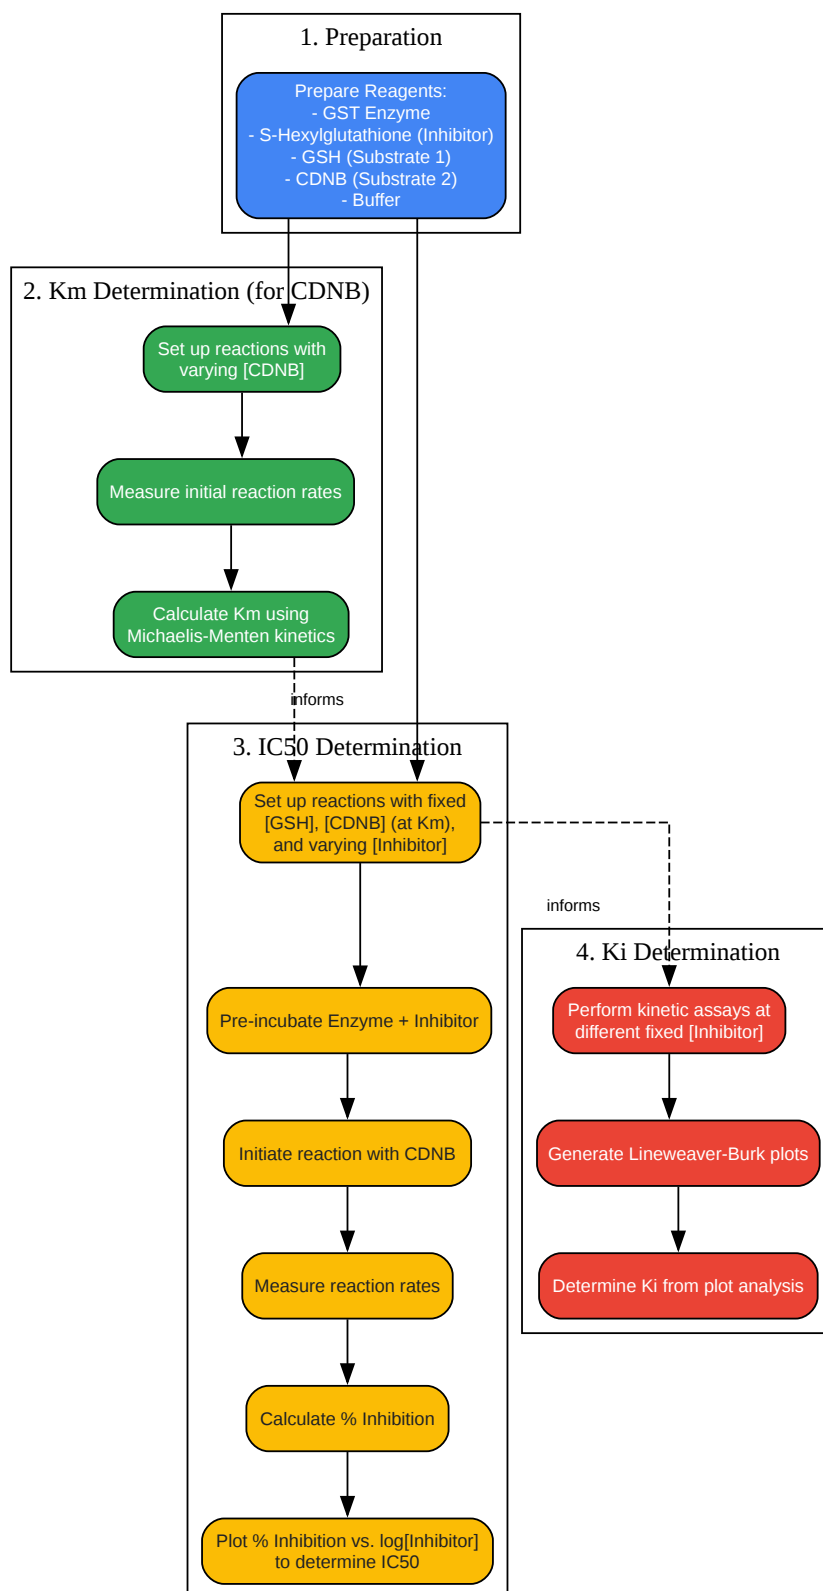 1. Preparation
Prepare Reagents:
- GST Enzyme
- S-Hexylglutathione (Inhibitor)
- GSH (Substrate 1)
- CDNB (Substrate 2)
- Buffer
2. Km Determination (for CDNB)
Set up reactions with
varying [CDNB]
Measure initial reaction rates
Calculate Km using
Michaelis-Menten kinetics
informs
3. IC50 Determination
Set up reactions with fixed
[GSH], [CDNB] (at Km),
and varying [Inhibitor]
Pre-incubate Enzyme + Inhibitor
Initiate reaction with CDNB
Measure reaction rates
Calculate % Inhibition
Plot % Inhibition vs. log[Inhibitor]
to determine IC50
informs
4. Ki Determination
Perform kinetic assays at
different fixed [Inhibitor]
Generate Lineweaver-Burk plots
Determine Ki from plot analysis